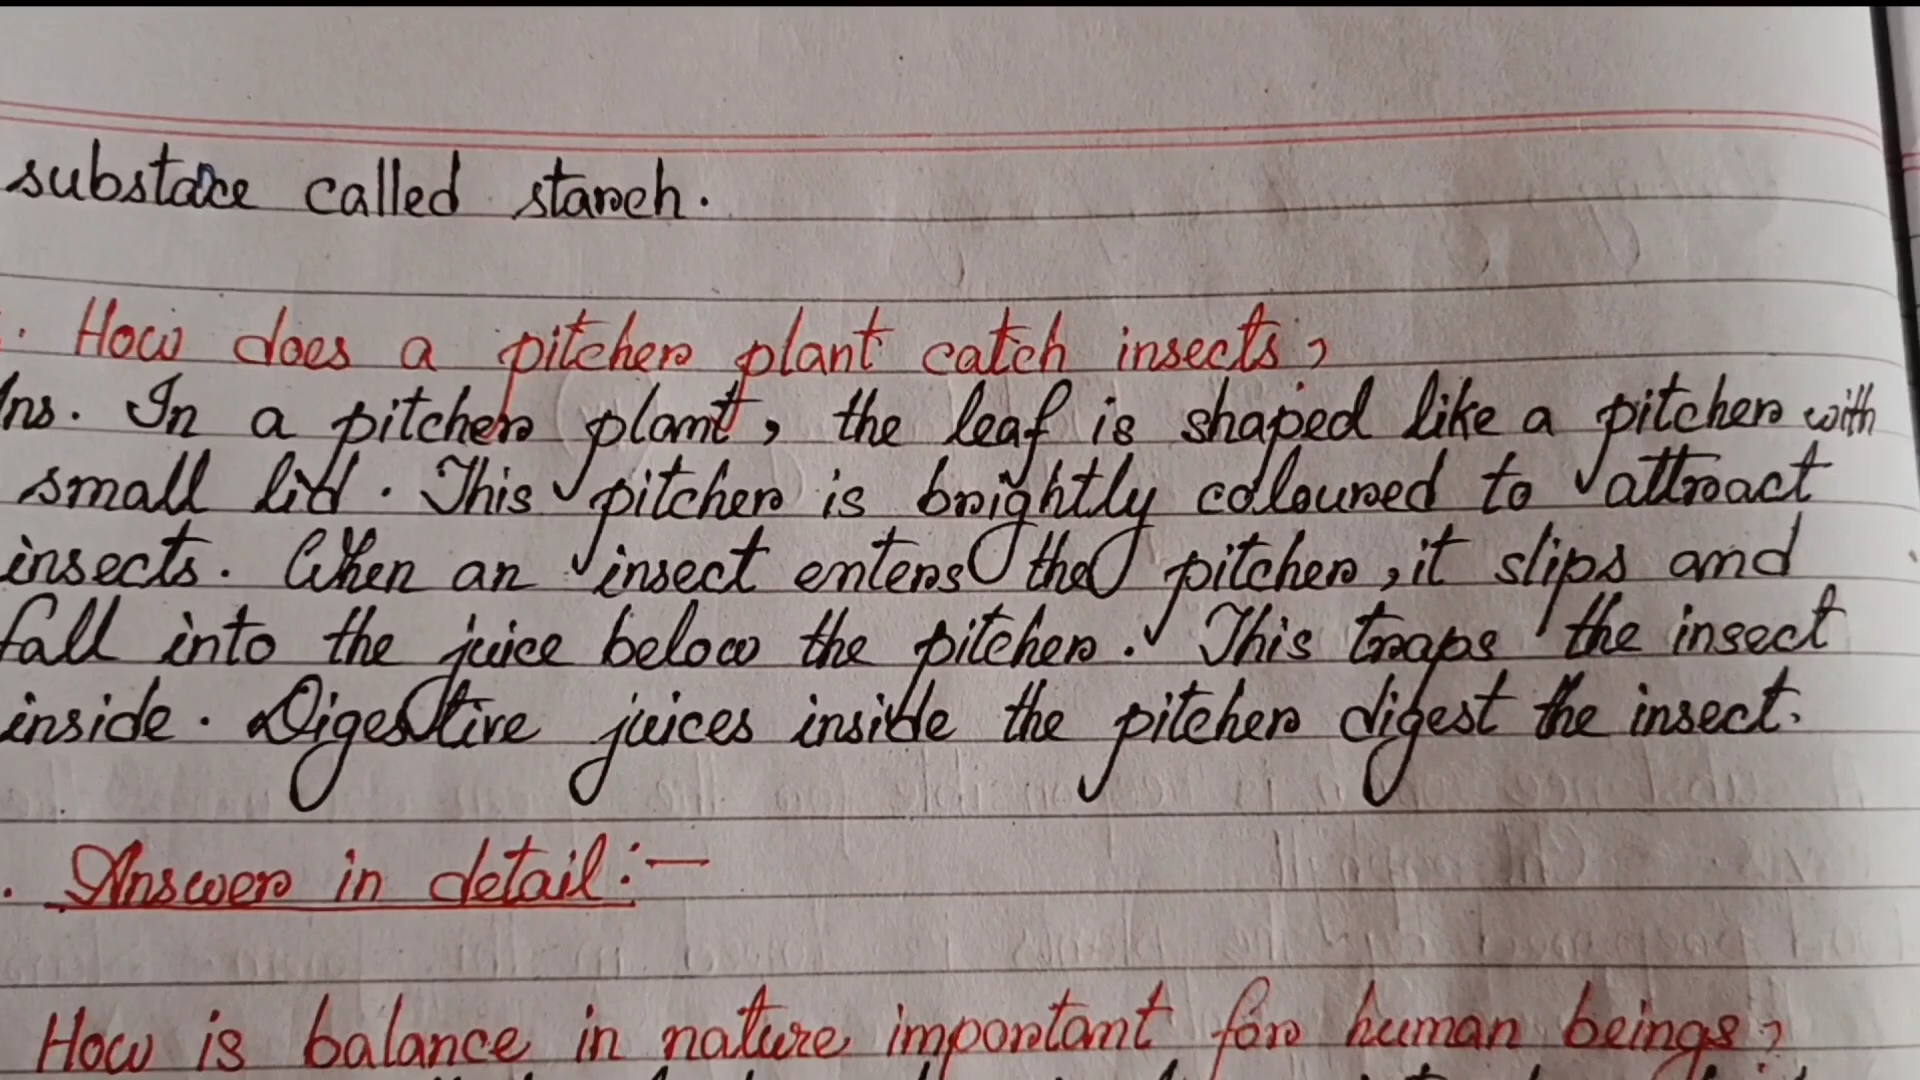 substace called starch.
. How does a pitcher plant catch insects?
Ans. In a pitcher plant, the leaf is shaped like a pitcher with
small lid. This pitcher is brightly coloured to attract
insects. When an insect enters the pitcher, it slips and
fall into the juice below the pitcher. This traps the insect
inside. Digestive juices inside the pitcher digest the insect.
. Answer in detail:-
How is balance in nature important for human beings?